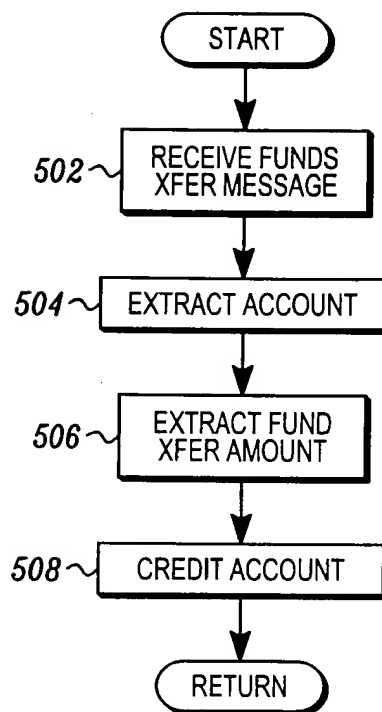 START
502
RECEIVE FUNDS
XFER MESSAGE
504
EXTRACT ACCOUNT
506
EXTRACT FUND
XFER AMOUNT
508
CREDIT ACCOUNT
RETURN